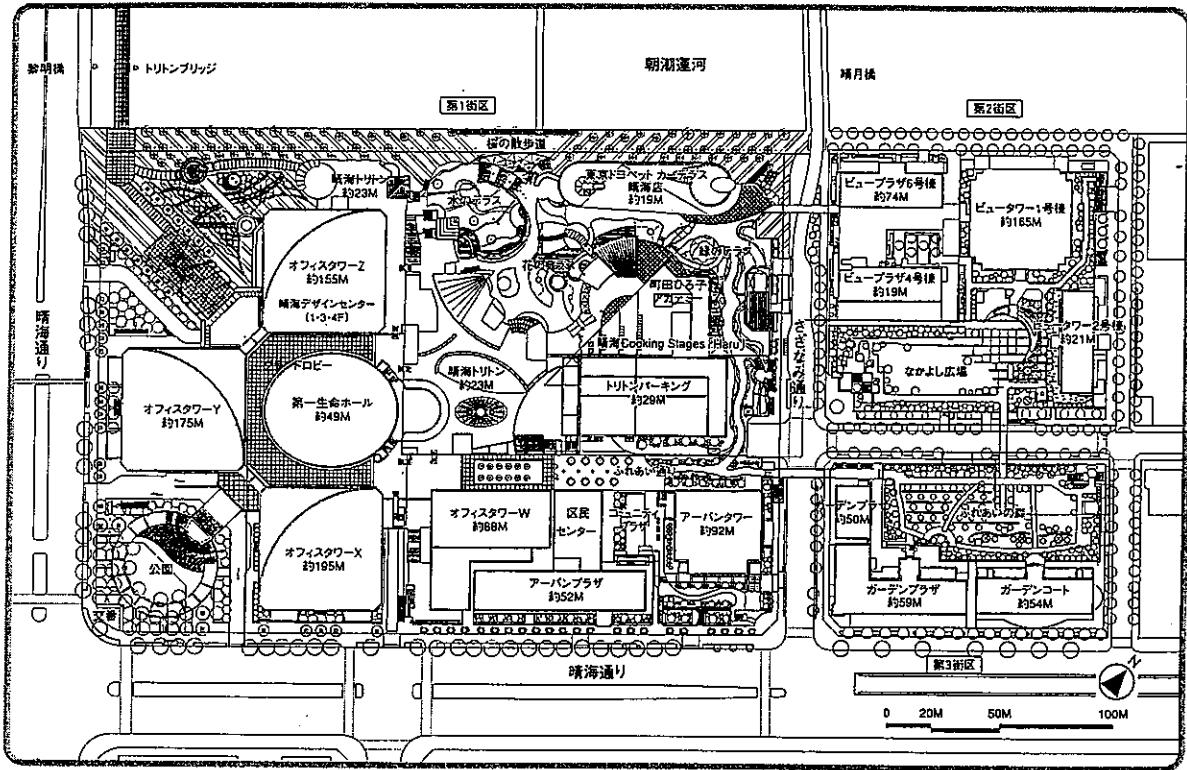 黎明橋
トリトンブリッジ
朝潮運河
晴月橋
第1街区
第2街区
桜の散歩道
晴海トリトン
約23M
水のテラス
東京トヨペット カーテラス
晴海店
約19M
ビュープラザ6号棟
約74M
ビュータワー1号棟
約165M
オフィスタワーZ
約155M
晴海デザインセンター
(1·3·4F)
緑のテラス
町田ひろ子
アカデミー
ビュープラザ4号棟
約19M
晴海Cooking Stages「Haru」
ビュータワー2号棟
約21M
晴海通り
晴海トリトン
約23M
トリトンパーキング
約29M
なかよし広場
オフィスタワーY
約175M
第一生命ホール
約49M
ふれあい通り
オフィスタワーW
約88M
区民
センター
コミュニティ
プラザ
アーバンタワー
約92M
約50M
ふれあいの森
オフィスタワーX
約195M
公園
アーバンプラザ
約52M
ガーデンプラザ
約59M
ガーデンコート
約54M
交番
晴海通り
第3街区
N
0 20M 50M 100M